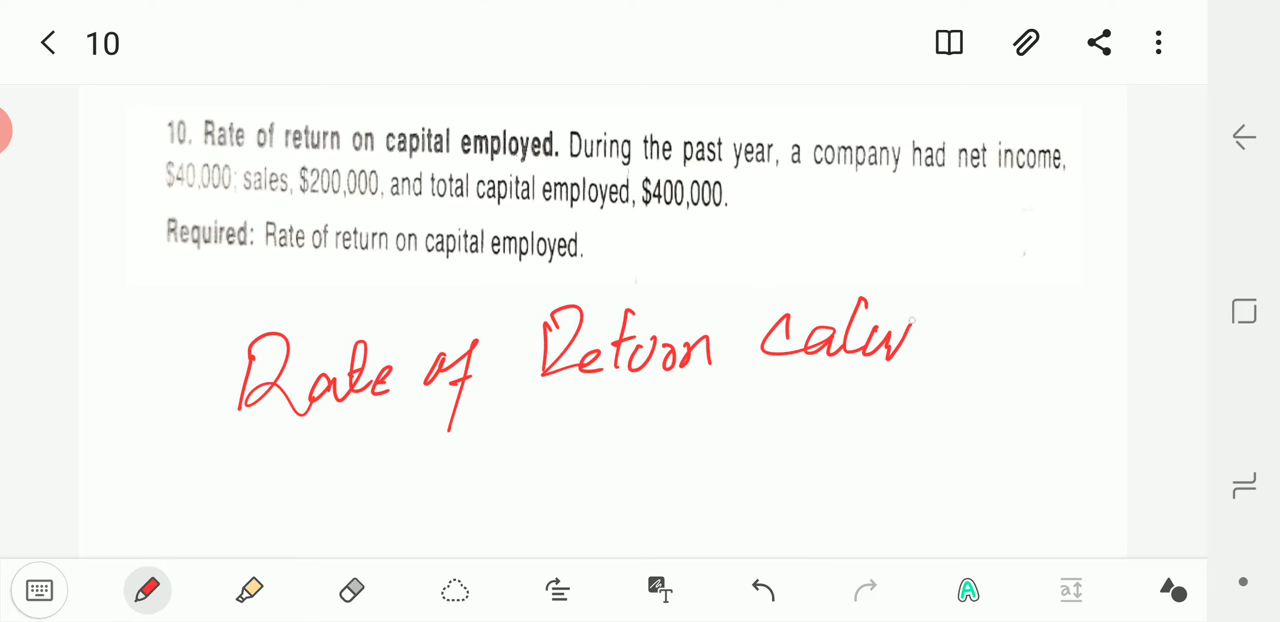 10
10. Rate of return on capital employed. During the past year, a company had net income,
$40,000; sales, $200,000, and total capital employed, $400,000.
Required: Rate of return on capital employed.
Rate of Return calcu